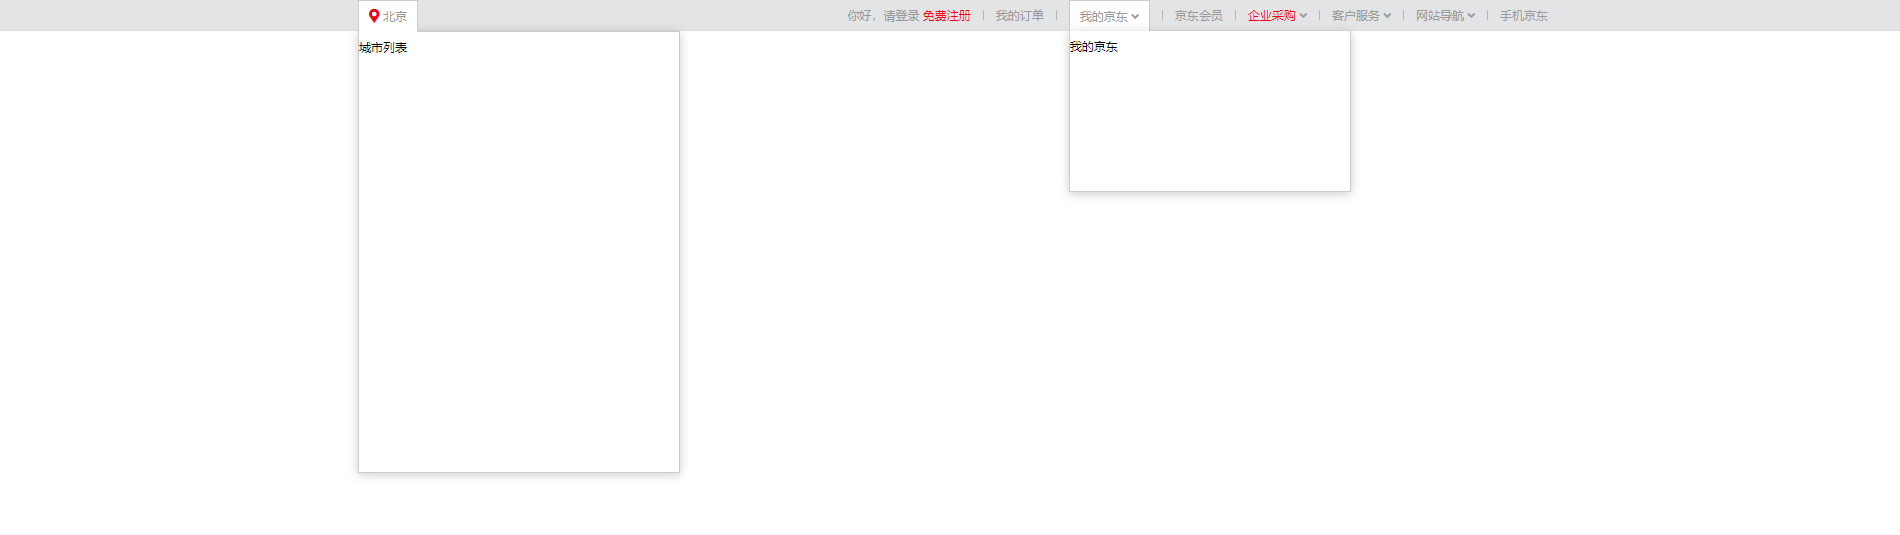 北京
你好，请登录 免费注册 我的订单 我的京东 京东会员 企业采购 客户服务 网站导航 手机京东
城市列表
我的京东